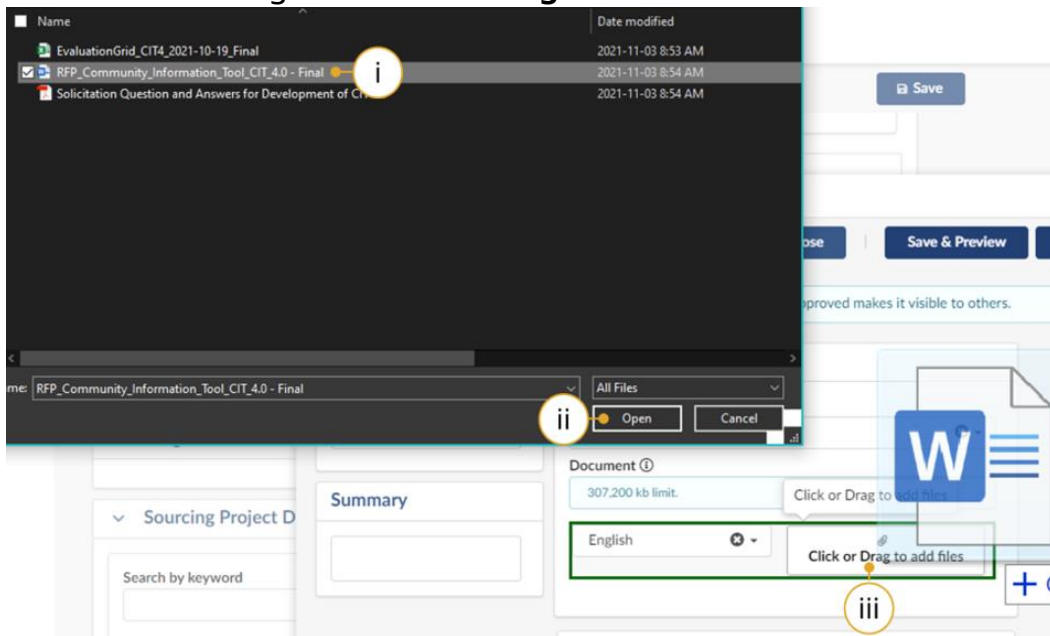 Name Date modified
EvaluationGrid_CIT4_2021-10-19_Final 2021-11-03 8:53 AM
RFP_Community_Information_Tool_CIT_4.0 - Final i 2021-11-03 8:54 AM
Solicitation Question and Answers for Development of 2021-11-03 8:54 AM
Save
Save & Preview
pproved makes it visible to others.
me: RFP_Community_Information_Tool_CIT_4.0 - Final All Files
ii Open Cancel
W
Document
307,200 kb limit.
Click or Drag to add files
Summary
Sourcing Project D
English
Click or Drag to add files
Search by keyword
iii